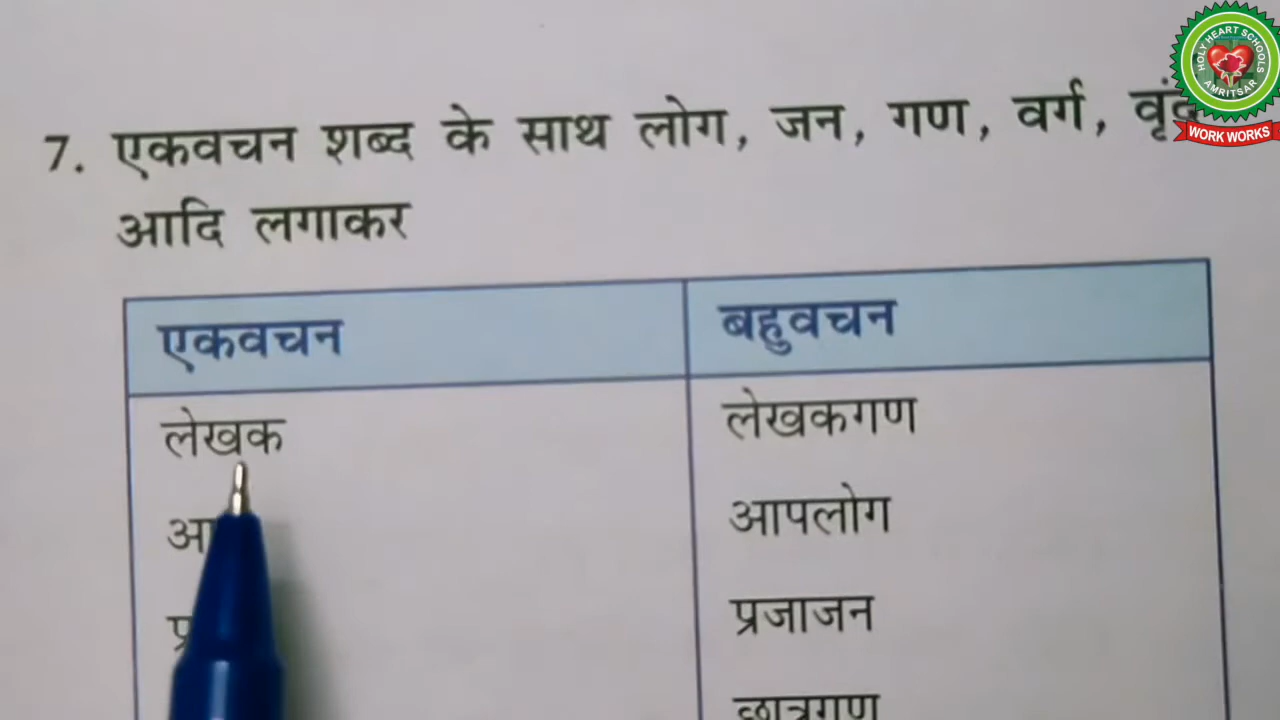 HOLY HEART SCHOOLS
AMRITSAR
WORK WORKS
7. एकवचन शब्द के साथ लोग, जन, गण, वर्ग,
आदि लगाकर
एकवचन बहुवचन
लेखक लेखकगण
आपलोग
प्रजाजन
छात्रगण